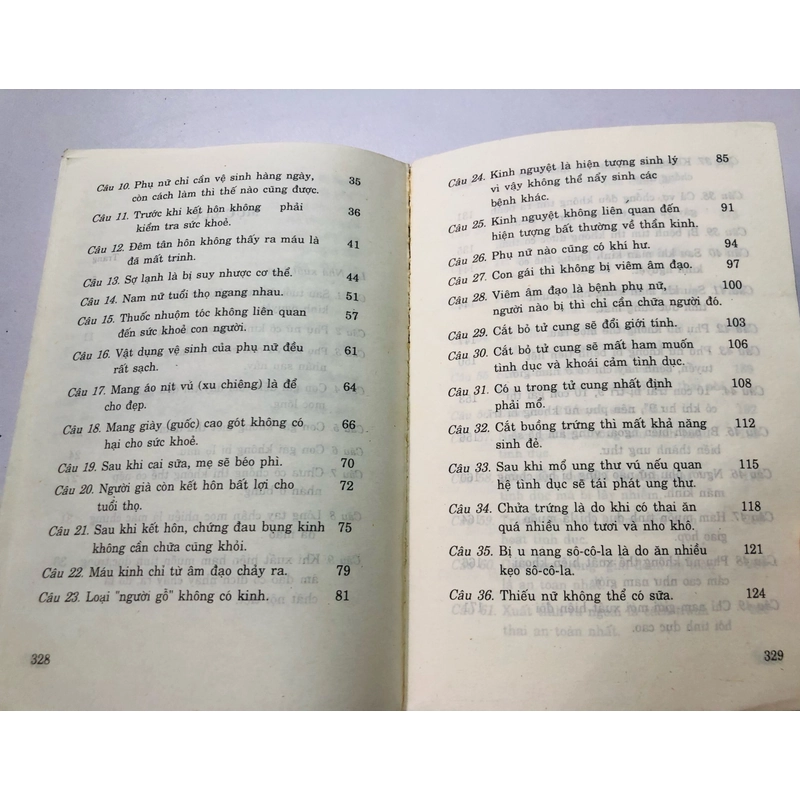 Câu 10. Phụ nữ chỉ cần vệ sinh hàng ngày, 35
còn cách làm thì thế nào cũng được.
Câu 11. Trước khi kết hôn không phải 36
kiểm tra sức khoẻ.
Câu 12. Đêm tân hôn không thấy ra máu là 41
đã mất trinh.
Câu 13. Sợ lạnh là bị suy nhược cơ thể. 44
Câu 14. Nam nữ tuổi thọ ngang nhau. 51
Câu 15. Thuốc nhuộm tóc không liên quan 57
đến sức khoẻ con người.
Câu 16. Vật dụng vệ sinh của phụ nữ đều 61
rất sạch.
Câu 17. Mang áo nịt vú (xu chiêng) là để 64
cho đẹp.
Câu 18. Mang giày (guốc) cao gót không có 66
hại cho sức khoẻ.
Câu 19. Sau khi cai sữa, mẹ sẽ béo phì. 70
Câu 20. Người già còn kết hôn bất lợi cho 72
tuổi thọ.
Câu 21. Sau khi kết hôn, chứng đau bụng kinh 75
không cần chữa cũng khỏi.
Câu 22. Máu kinh chỉ từ âm đạo chảy ra. 79
Câu 23. Loại "người gỗ" không có kinh. 81
328
Câu 24. Kinh nguyệt là hiện tượng sinh lý 85
vì vậy không thể nẩy sinh các
bệnh khác.
Câu 25. Kinh nguyệt không liên quan đến 91
hiện tượng bất thường về thần kinh.
Câu 26. Phụ nữ nào cũng có khí hư. 94
Câu 27. Con gái thì không bị viêm âm đạo. 97
Câu 28. Viêm âm đạo là bệnh phụ nữ, 100
người nào bị thì chỉ cần chữa người đó.
Câu 29. Cắt bỏ tử cung sẽ đổi giới tính. 103
Câu 30. Cắt bỏ tử cung sẽ mất ham muốn 106
tình dục và khoái cảm tình dục.
Câu 31. Có u trong tử cung nhất định 108
phải mổ.
Câu 32. Cắt buồng trứng thì mất khả năng 112
sinh đẻ.
Câu 33. Sau khi mổ ung thư vú nếu quan 115
hệ tình dục sẽ tái phát ung thư.
Câu 34. Chửa trứng là do khi có thai ăn 118
quá nhiều nho tươi và nho khô.
Câu 35. Bị u nang sô-cô-la là do ăn nhiều 121
kẹo sô-cô-la.
Câu 36. Thiếu nữ không thể có sữa. 124
329